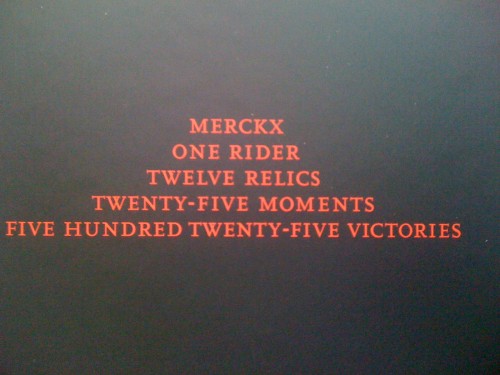 MERCKX
ONE RIDER
TWELVE RELICS
TWENTY-FIVE MOMENTS
FIVE HUNDRED TWENTY-FIVE VICTORIES